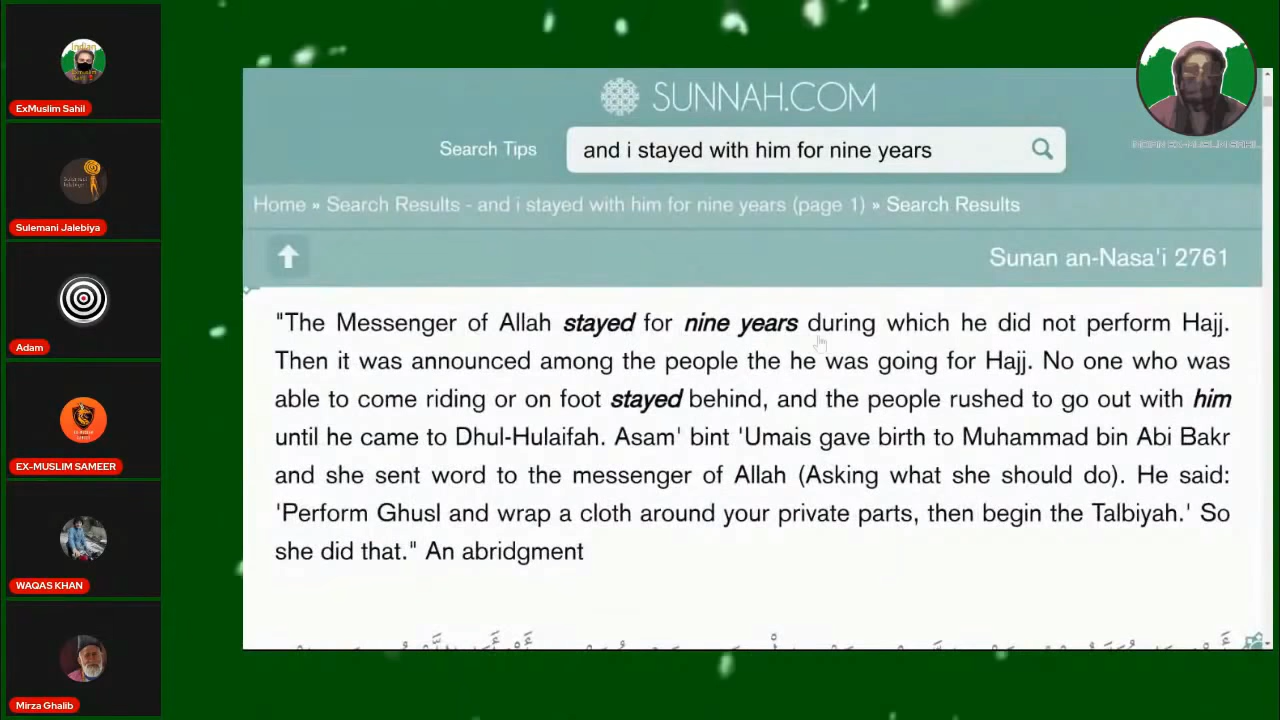 ExMuslim Sahil
Sulemani Jalebiya
Adam
EX-MUSLIM SAMEER
WAQAS KHAN
Mirza Ghalib
SUNNAH.COM
Search Tips
and i stayed with him for nine years
Home » Search Results - and i stayed with him for nine years (page 1) » Search Results
Sunan an-Nasa'i 2761
"The Messenger of Allah stayed for nine years during which he did not perform Hajj.
Then it was announced among the people the he was going for Hajj. No one who was
able to come riding or on foot stayed behind, and the people rushed to go out with him
until he came to Dhul-Hulaifah. Asam' bint 'Umais gave birth to Muhammad bin Abi Bakr
and she sent word to the messenger of Allah (Asking what she should do). He said:
'Perform Ghusl and wrap a cloth around your private parts, then begin the Talbiyah.' So
she did that." An abridgment